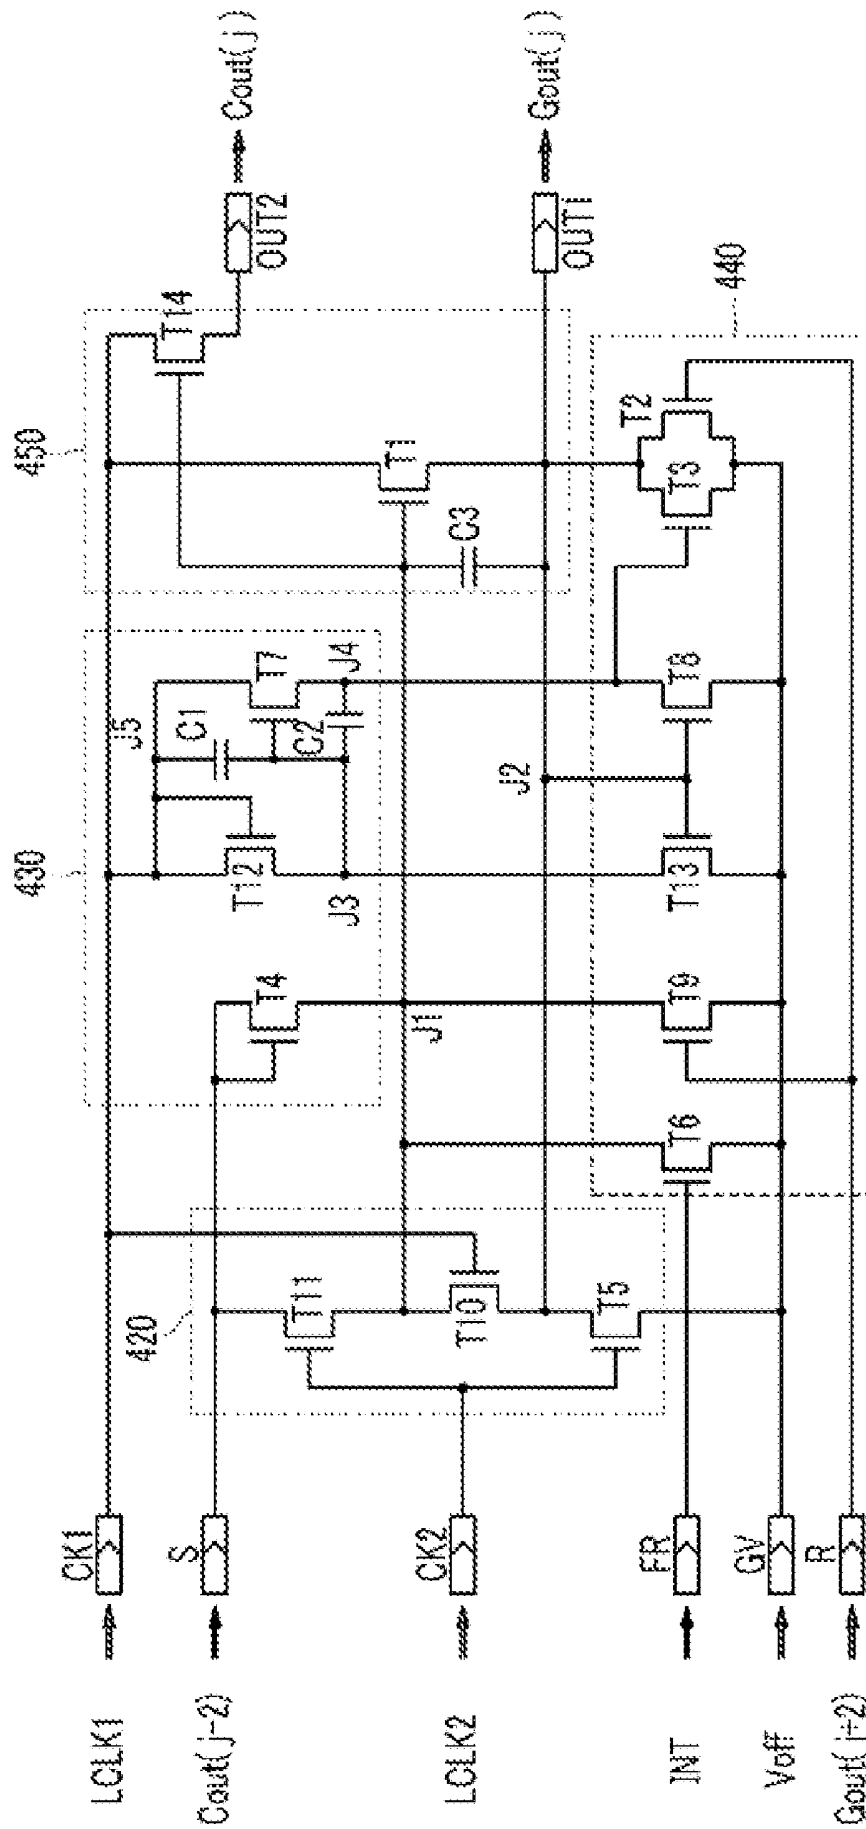 LCLK1
CK1
Cout(j-2)
S
LCLK2
CK2
INT
FR
Voff
GV
Gout(j+2)
R
420
T11
T10
T5
430
T4
T12
J5
C1
T7
C2
J3
J4
J1
J2
450
T14
T1
C3
440
T6
T9
T13
T8
T3
T2
OUT2
Cout(j)
OUT1
Gout(j)